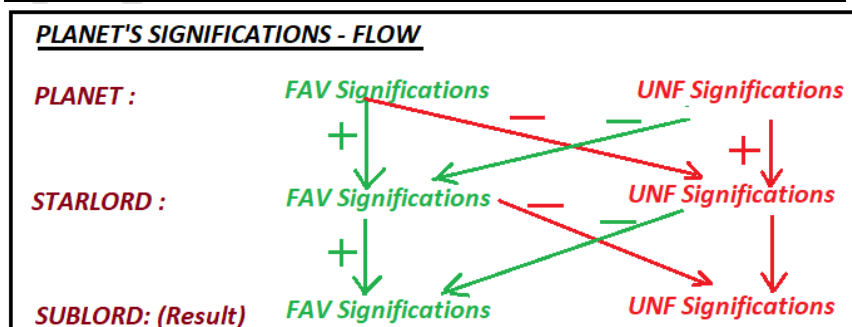 PLANET'S SIGNIFICATIONS - FLOW
PLANET : FAV Significations UNF Significations
+ — — +
STARLORD : FAV Significations UNF Significations
+ — —
SUBLORD: (Result) FAV Significations UNF Significations